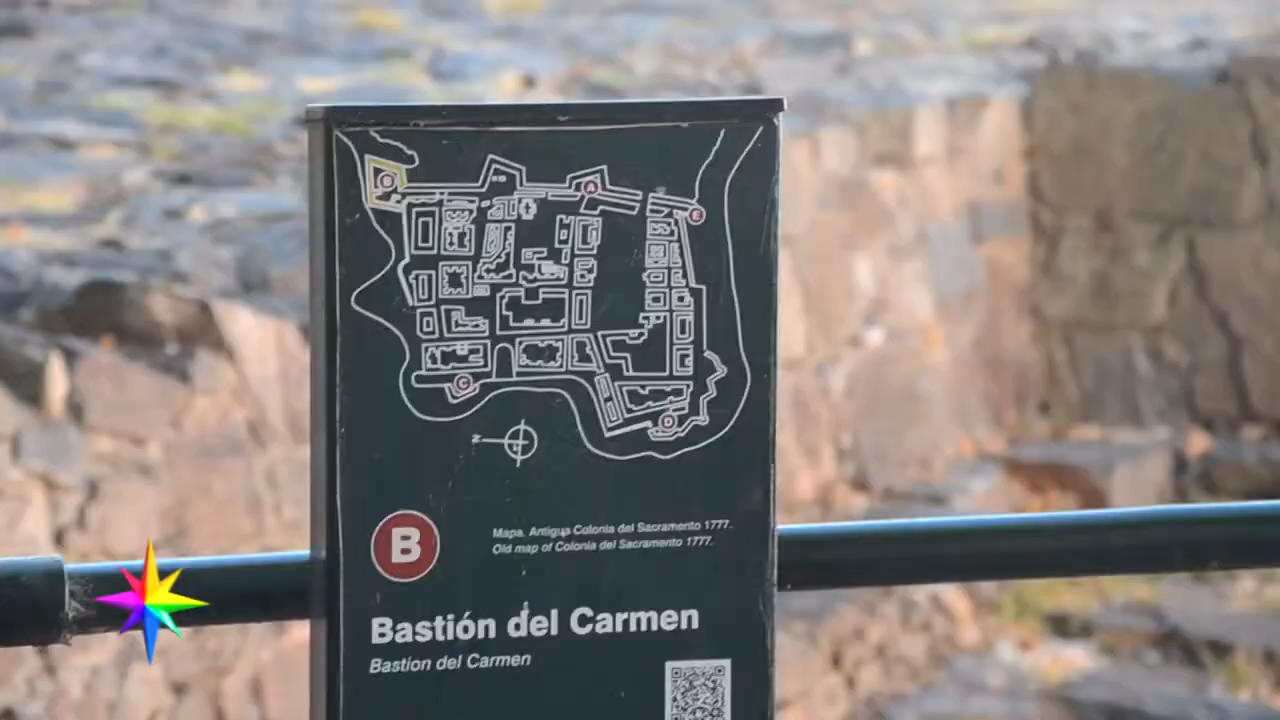 B
A
E
C
D
N
B
Mapa. Antigua Colonia del Sacramento 1777.
Old map of Colonia del Sacramento 1777.
Bastión del Carmen
Bastion del Carmen